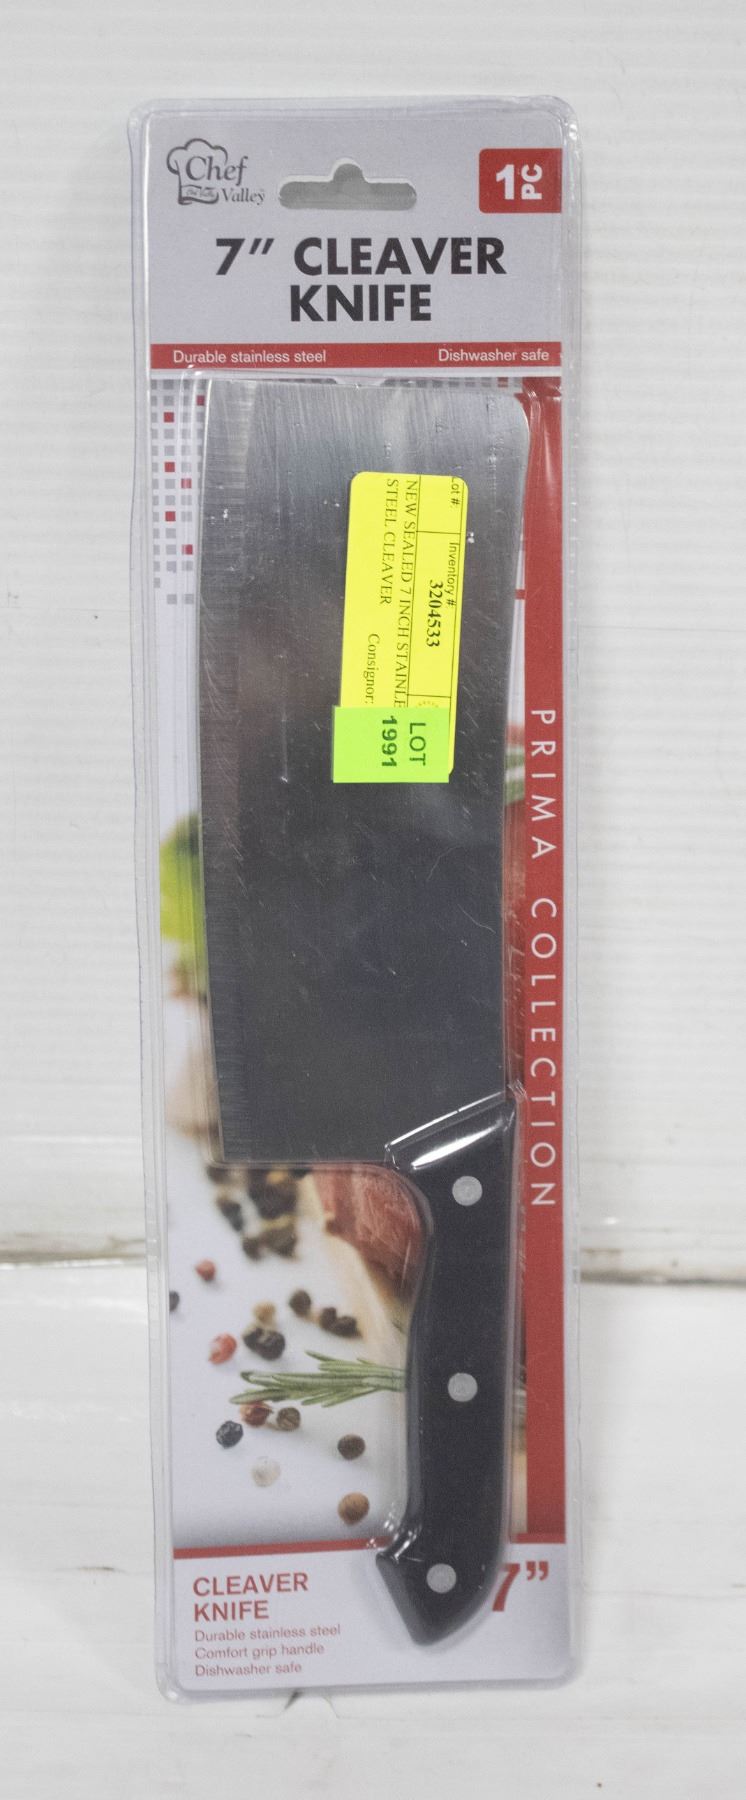 Chef
Valley
1PC
7" CLEAVER
KNIFE
Durable stainless steel Dishwasher safe
Lot #:
Inventory #
3204533
NEW SEALED 7 INCH STAINLE
STEEL CLEAVER
Consignor:
LOT
1991
PRIMA COLLECTION
CLEAVER
KNIFE
Durable stainless steel
Comfort grip handle
Dishwasher safe
7"